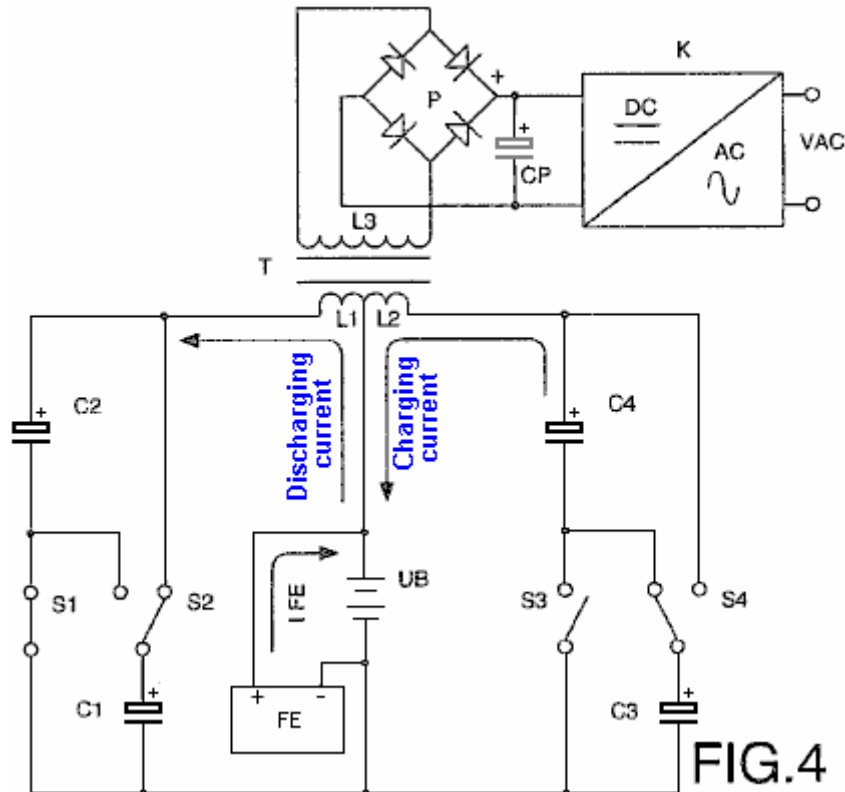 K
P
+
DC
AC
VAC
+
CP
L3
T
L1 L2
Discharging current
Charging current
C2
+
C4
+
UB
I FE
S1
S2
S3
S4
C1
+
+ -
FE
C3
+
FIG.4